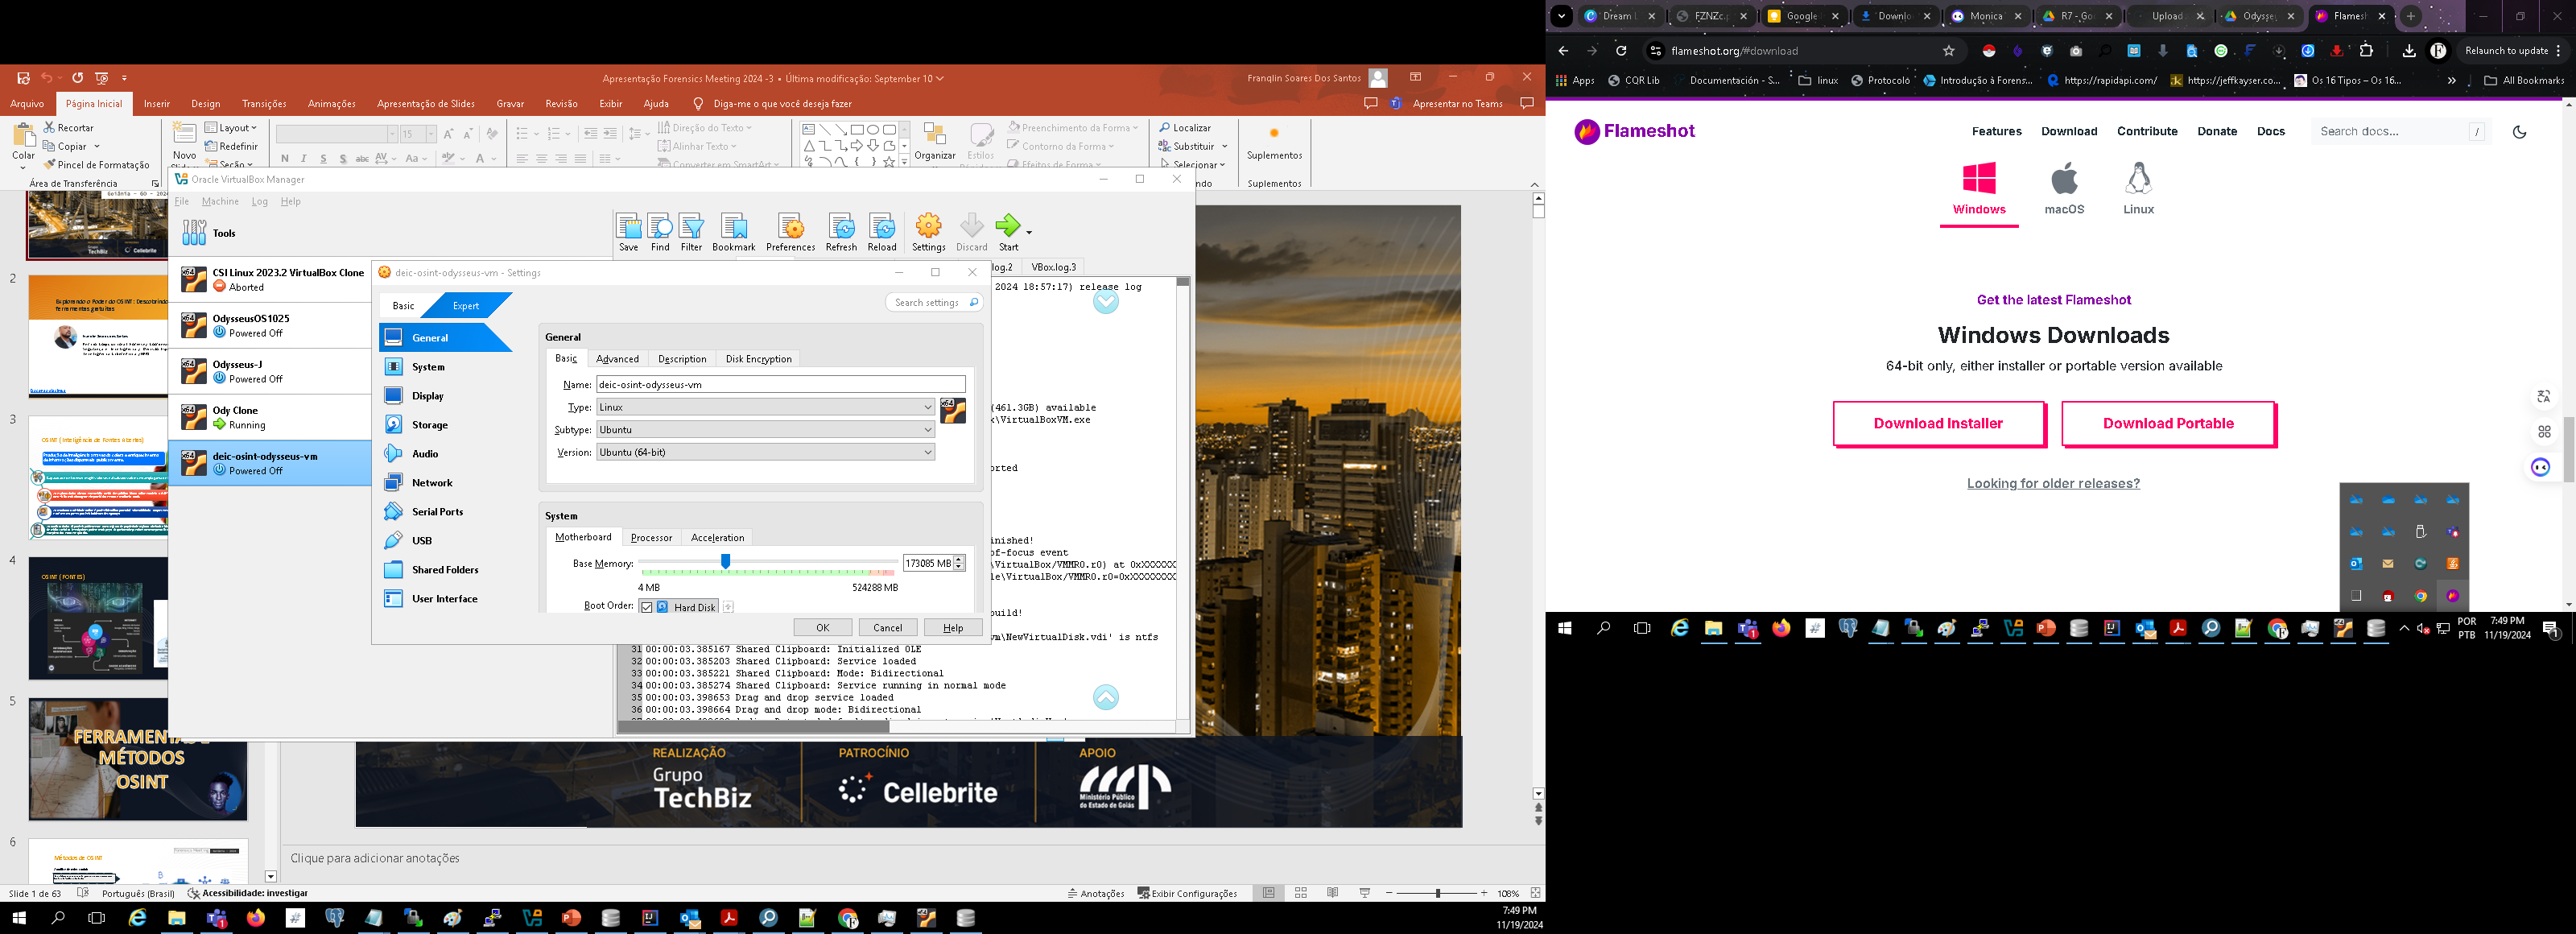 Apresentação Forensics Meeting 2024 -3 • Última modificação: September 10
Franqlin Soares Dos Santos
Arquivo
Página Inicial
Inserir
Design
Transições
Animações
Apresentação de Slides
Gravar
Revisão
Exibir
Ajuda
Diga-me o que você deseja fazer
Apresentar no Teams
Colar
Recortar
Copiar
Pincel de Formatação
Área de Transferência
Novo
Slide
Layout
Redefinir
Seção
15
Direção do Texto
Alinhar Texto
Converter em SmartArt
Organizar
Estilos
Preenchimento da Forma
Contorno da Forma
Efeitos de Forma
Localizar
Substituir
Selecionar
Suplementos
Suplementos
Oracle VirtualBox Manager
File Machine Log Help
Tools
Save Find Filter Bookmark Preferences Refresh Reload Settings Discard Start
CSI Linux 2023.2 VirtualBox Clone
Aborted
OdysseusOS1025
Powered Off
Odysseus-J
Powered Off
Ody Clone
Running
deic-osint-odysseus-vm
Powered Off
log.2 VBox.log.3
2024 18:57:17) release log
(461.3GB) available
x\VirtualBoxVM.exe
orted
inished!
of-focus event
Virtualbox/VMMR0.r0) at 0xXXXXXXXX
le\VirtualBox/VMMR0.r0=0xXXXXXXXX
build!
vm\NewVirtualDisk.vdi' is ntfs
31 00:00:03.385167 Shared Clipboard: Initialized OLE
32 00:00:03.385203 Shared Clipboard: Service loaded
33 00:00:03.385221 Shared Clipboard: Mode: Bidirectional
34 00:00:03.385274 Shared Clipboard: Service running in normal mode
35 00:00:03.398653 Drag and drop service loaded
36 00:00:03.398664 Drag and drop mode: Bidirectional
deic-osint-odysseus-vm - Settings
Basic Expert
Search settings
General
System
Display
Storage
Audio
Network
Serial Ports
USB
Shared Folders
User Interface
General
Basic Advanced Description Disk Encryption
Name: deic-osint-odysseus-vm
Type: Linux
Subtype: Ubuntu
Version: Ubuntu (64-bit)
System
Motherboard Processor Acceleration
Base Memory: 173085 MB
4 MB 524288 MB
Boot Order: Hard Disk
OK Cancel Help
2
3
OSINT (Inteligência de Fontes Abertas)
4
OSINT (FONTES)
5
MÉTODOS
OSINT
6
Métodos de OSINT
REALIZAÇÃO
Grupo
TechBiz
PATROCÍNIO
Cellebrite
APOIO
Ministério Público
do Estado de Goiás
Clique para adicionar anotações
Slide 1 de 63
Português (Brasil)
Acessibilidade: investigar
Anotações
Exibir Configurações
108%
7:49 PM
11/19/2024
Dream
FZNZc.p
Google
Downlo
Monica
R7 - Go
Upload
Odysse
Flamesh
flameshot.org/#download
Relaunch to update
Apps
CQR Lib
Documentación - S...
linux
Protocolo
Introdução à Forens...
https://rapidapi.com/
https://jeffkayser.co...
Os 16 Tipos – Os 16...
All Bookmarks
Flameshot
Features Download Contribute Donate Docs
Search docs... /
Windows
macOS
Linux
Get the latest Flameshot
Windows Downloads
64-bit only, either installer or portable version available
Download Installer
Download Portable
Looking for older releases?
POR
PTB
7:49 PM
11/19/2024